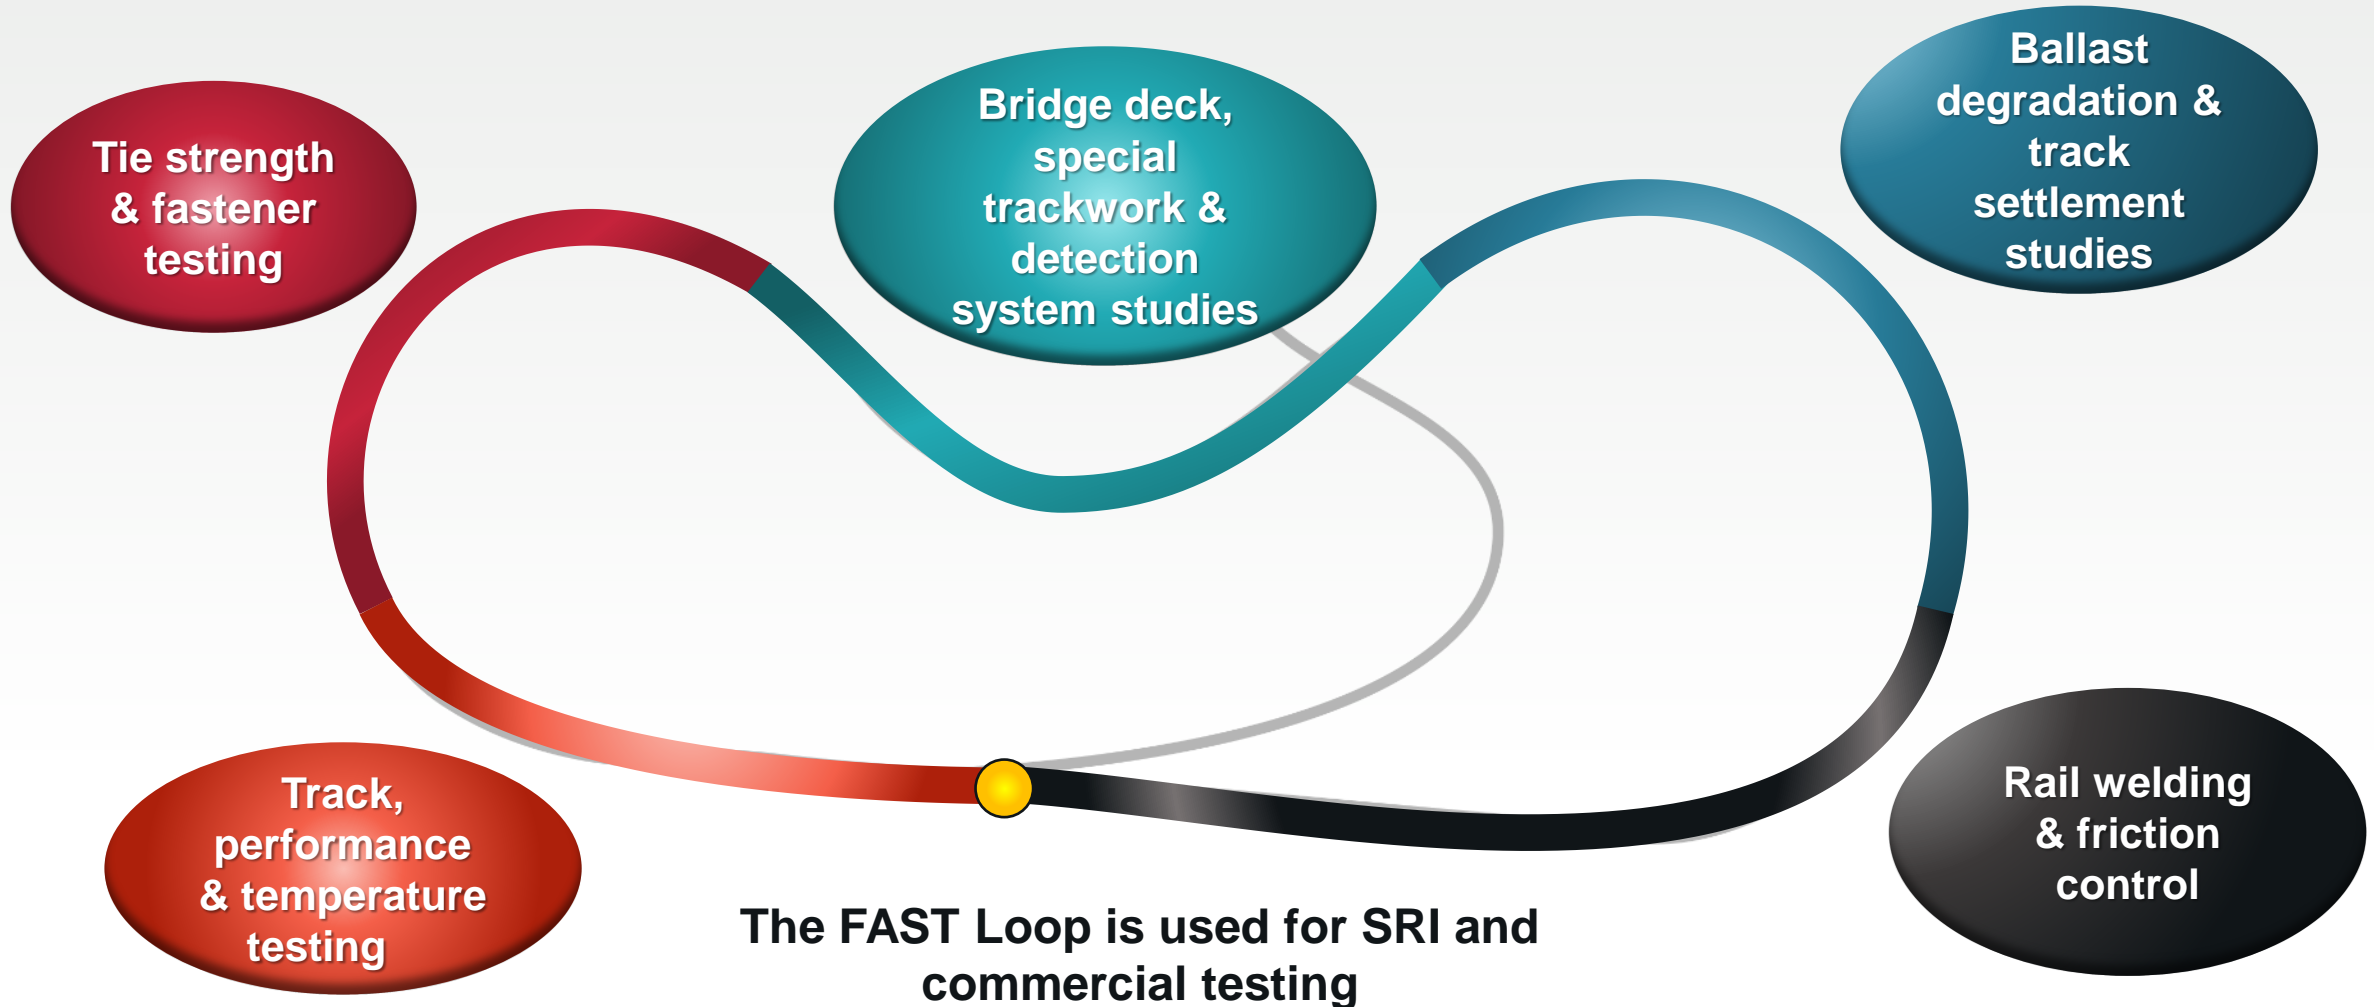 Tie strength
& fastener
testing
Bridge deck,
special
trackwork &
detection
system studies
Ballast
degradation &
track
settlement
studies
Track,
performance
& temperature
testing
Rail welding
& friction
control
The FAST Loop is used for SRI and
commercial testing